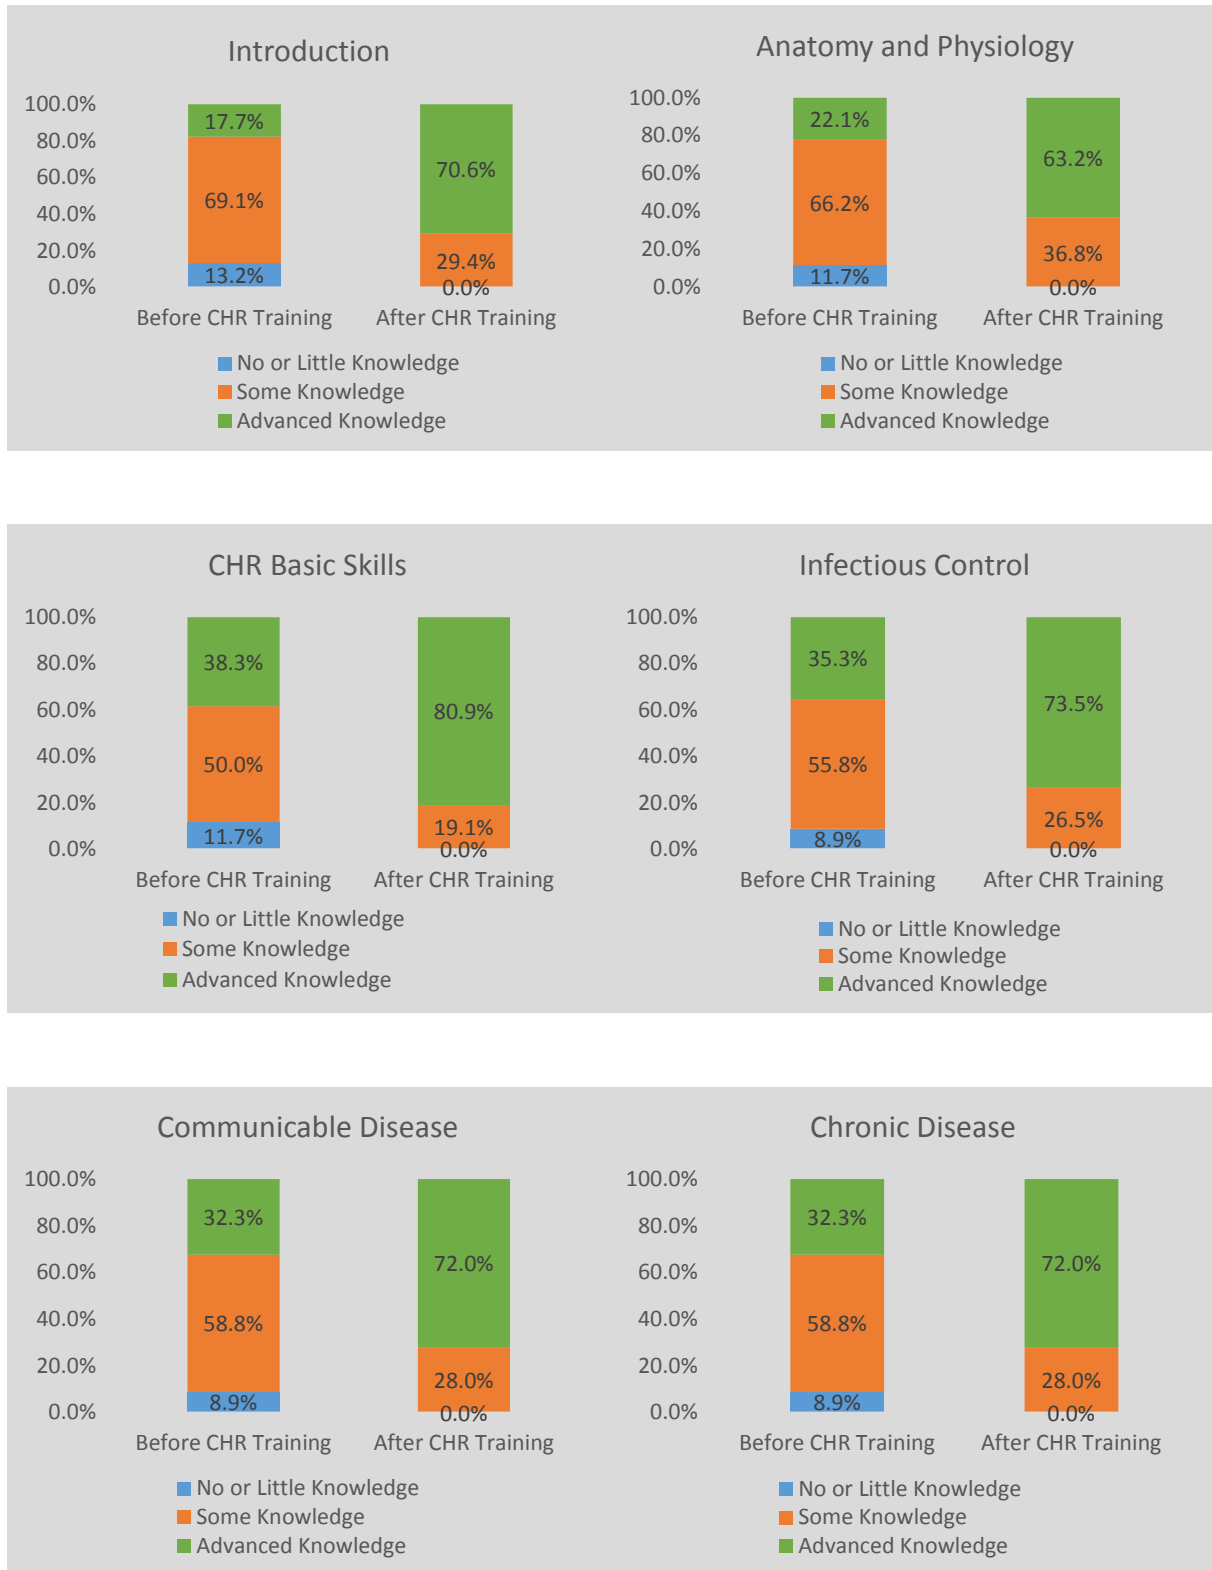 Introduction
100.0%
80.0%
60.0%
40.0%
20.0%
0.0%
17.7%
69.1%
13.2%
70.6%
29.4%
0.0%
Before CHR Training
After CHR Training
No or Little Knowledge
Some Knowledge
Advanced Knowledge
Anatomy and Physiology
100.0%
80.0%
60.0%
40.0%
20.0%
0.0%
22.1%
66.2%
11.7%
63.2%
36.8%
0.0%
Before CHR Training
After CHR Training
No or Little Knowledge
Some Knowledge
Advanced Knowledge
CHR Basic Skills
100.0%
80.0%
60.0%
40.0%
20.0%
0.0%
38.3%
50.0%
11.7%
80.9%
19.1%
0.0%
Before CHR Training
After CHR Training
No or Little Knowledge
Some Knowledge
Advanced Knowledge
Infectious Control
100.0%
80.0%
60.0%
40.0%
20.0%
0.0%
35.3%
55.8%
8.9%
73.5%
26.5%
0.0%
Before CHR Training
After CHR Training
No or Little Knowledge
Some Knowledge
Advanced Knowledge
Communicable Disease
100.0%
80.0%
60.0%
40.0%
20.0%
0.0%
32.3%
58.8%
8.9%
72.0%
28.0%
0.0%
Before CHR Training
After CHR Training
No or Little Knowledge
Some Knowledge
Advanced Knowledge
Chronic Disease
100.0%
80.0%
60.0%
40.0%
20.0%
0.0%
32.3%
58.8%
8.9%
72.0%
28.0%
0.0%
Before CHR Training
After CHR Training
No or Little Knowledge
Some Knowledge
Advanced Knowledge